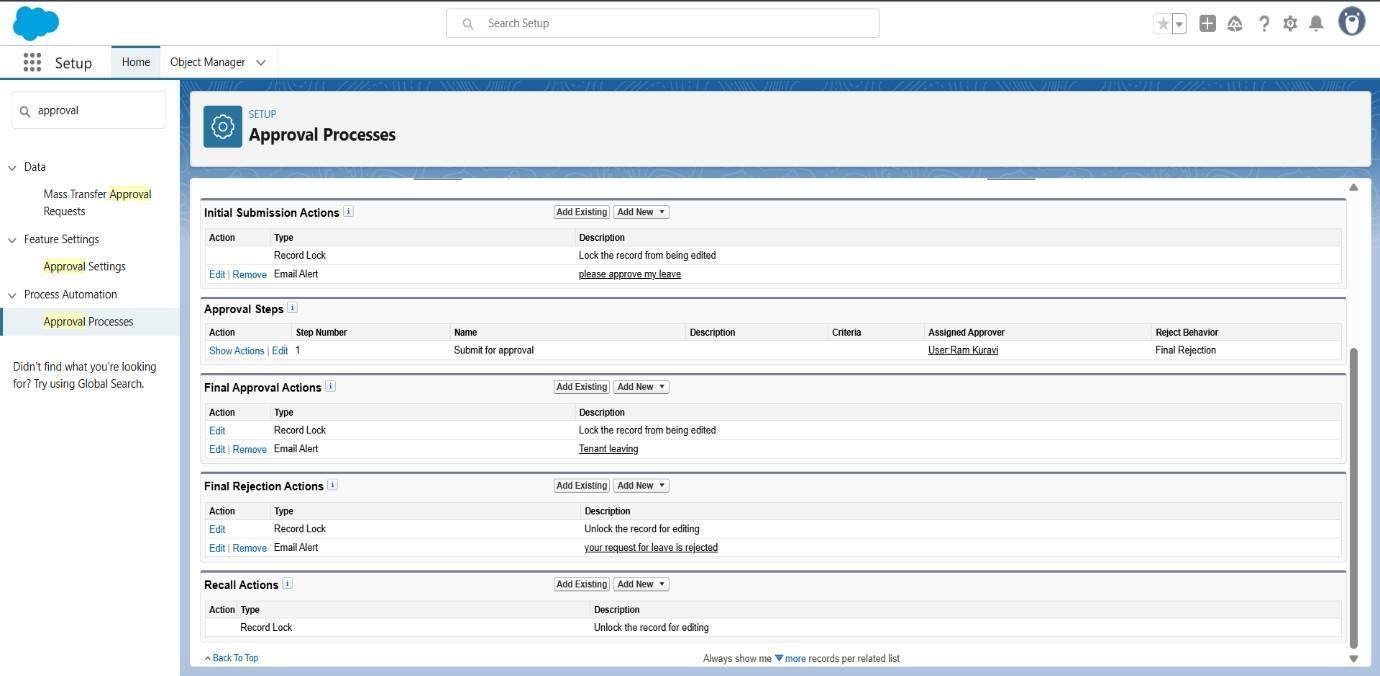 Search Setup
Setup Home Object Manager
approval
Data
Mass Transfer Approval
Requests
Feature Settings
Approval Settings
Process Automation
Approval Processes
Didn't find what you're looking
for? Try using Global Search.
SETUP
Approval Processes
Initial Submission Actions i Add Existing Add New
Action Type Description
Record Lock Lock the record from being edited
Edit | Remove Email Alert please approve my leave
Approval Steps i
Action Step Number Name Description Criteria Assigned Approver Reject Behavior
Show Actions | Edit 1 Submit for approval User:Ram Kuravi Final Rejection
Final Approval Actions i Add Existing Add New
Action Type Description
Edit Record Lock Lock the record from being edited
Edit | Remove Email Alert Tenant leaving
Final Rejection Actions i Add Existing Add New
Action Type Description
Edit Record Lock Unlock the record for editing
Edit | Remove Email Alert your request for leave is rejected
Recall Actions i Add Existing Add New
Action Type Description
Record Lock Unlock the record for editing
Back To Top Always show me more records per related list